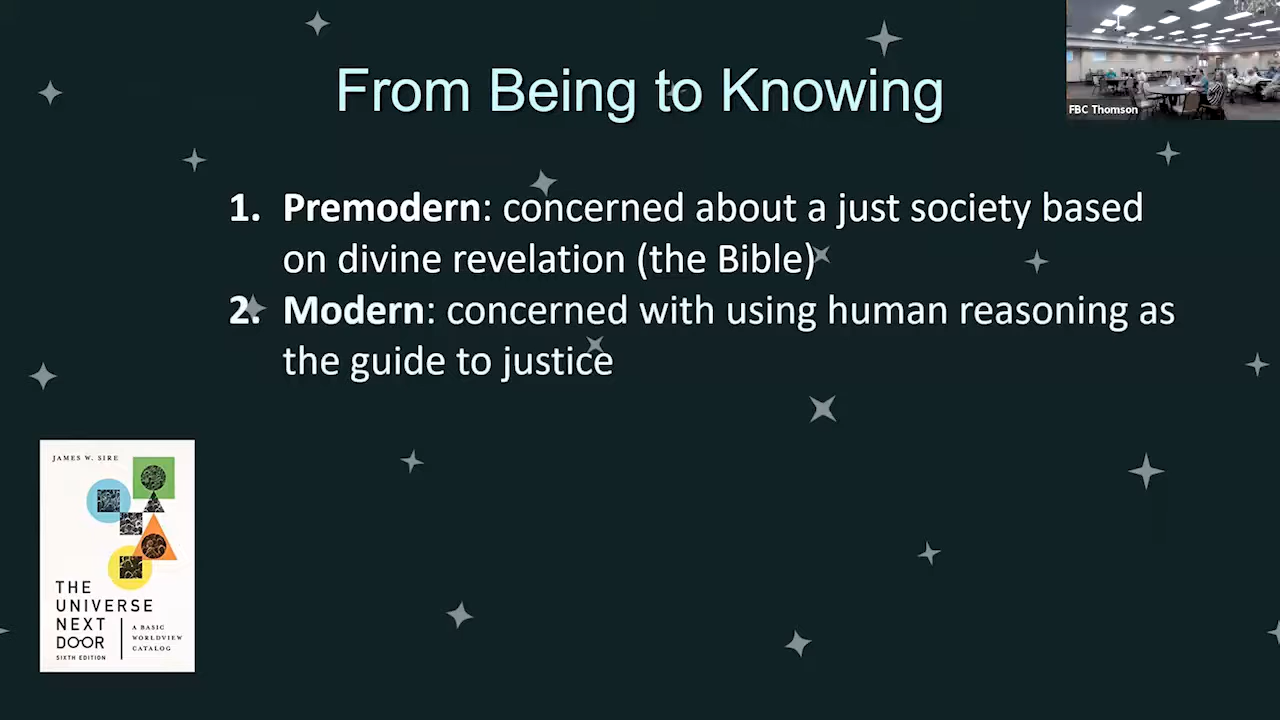 From Being to Knowing
FBC Thomson
1. Premodern: concerned about a just society based
on divine revelation (the Bible)
2. Modern: concerned with using human reasoning as
the guide to justice
JAMES W. SIRE
THE
UNIVERSE
NEXT
DOOR
SIXTH EDITION
A BASIC
WORLDVIEW
CATALOG